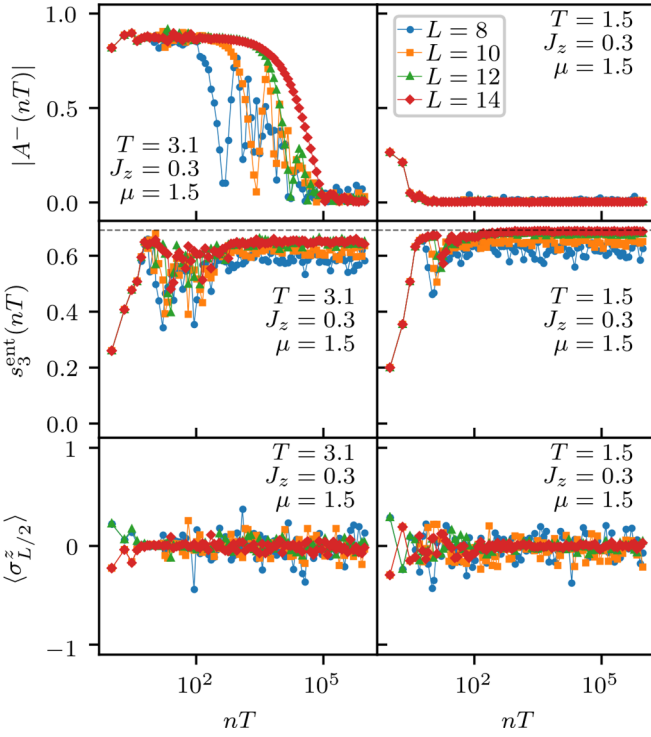 1.0
0.5
0.0
|A⁻(nT)|
T = 3.1
J_z = 0.3
μ = 1.5
L = 8
L = 10
L = 12
L = 14
T = 1.5
J_z = 0.3
μ = 1.5
0.6
0.4
0.2
0.0
s₃^ent(nT)
T = 3.1
J_z = 0.3
μ = 1.5
T = 1.5
J_z = 0.3
μ = 1.5
1
0
−1
⟨σ^z_{L/2}⟩
T = 3.1
J_z = 0.3
μ = 1.5
T = 1.5
J_z = 0.3
μ = 1.5
10² 10⁵
10² 10⁵
nT
nT